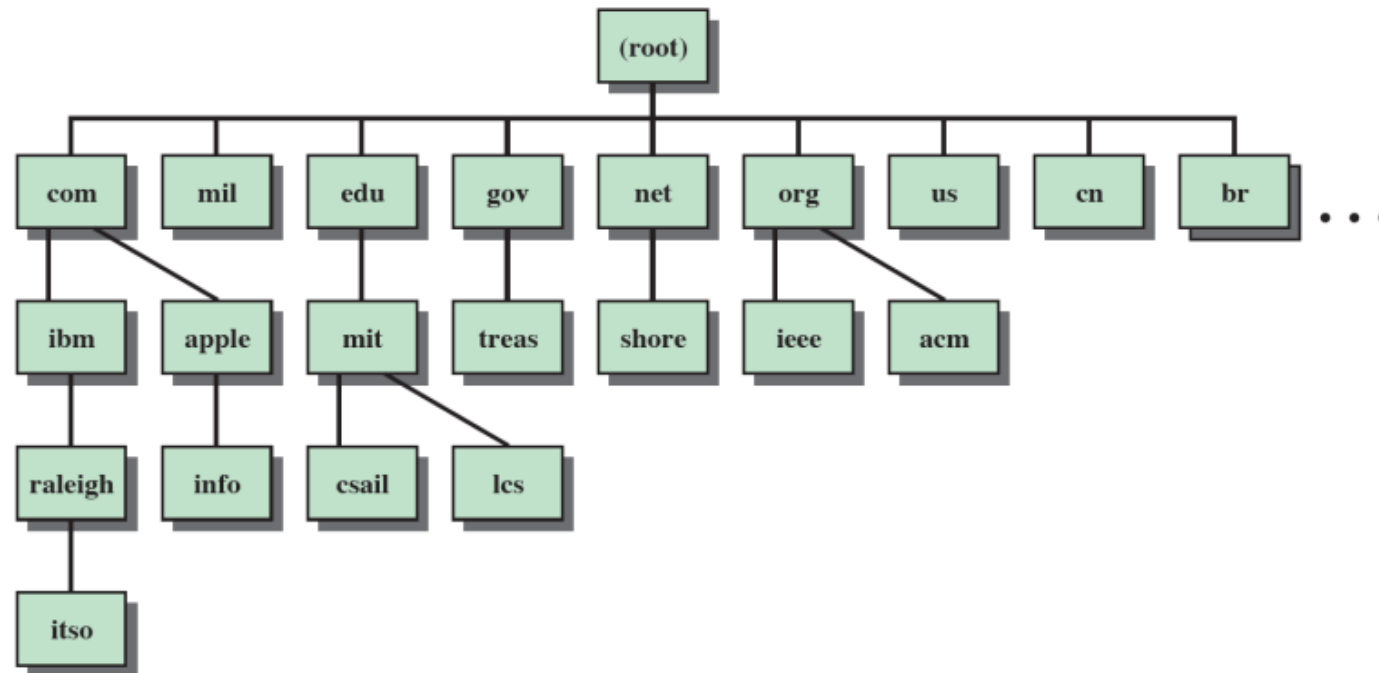 (root)
com mil edu gov net org us cn br . . .
ibm apple mit treas shore ieee acm
raleigh info csail lcs
itso